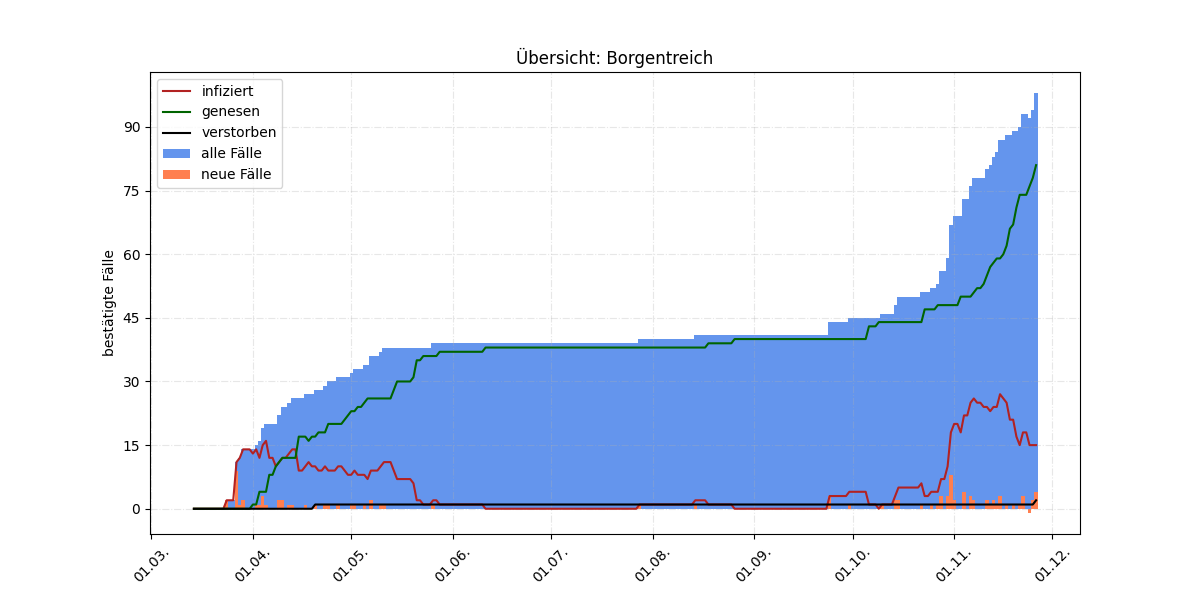 Übersicht: Borgentreich
infiziert
genesen
verstorben
alle Fälle
neue Fälle
bestätigte Fälle
90
75
60
45
30
15
0
01.03.
01.04.
01.05.
01.06.
01.07.
01.08.
01.09.
01.10.
01.11.
01.12.